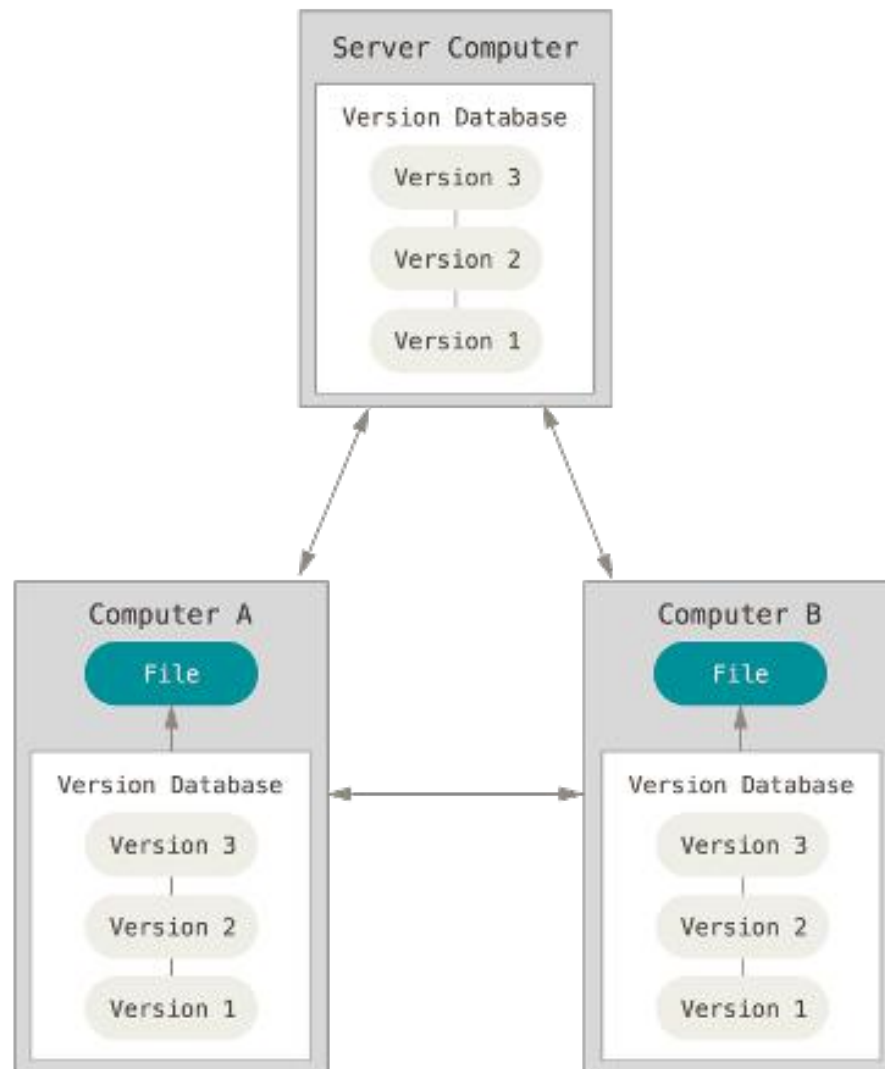 Server Computer
Version Database
Version 3
Version 2
Version 1
Computer A
File
Version Database
Version 3
Version 2
Version 1
Computer B
File
Version Database
Version 3
Version 2
Version 1